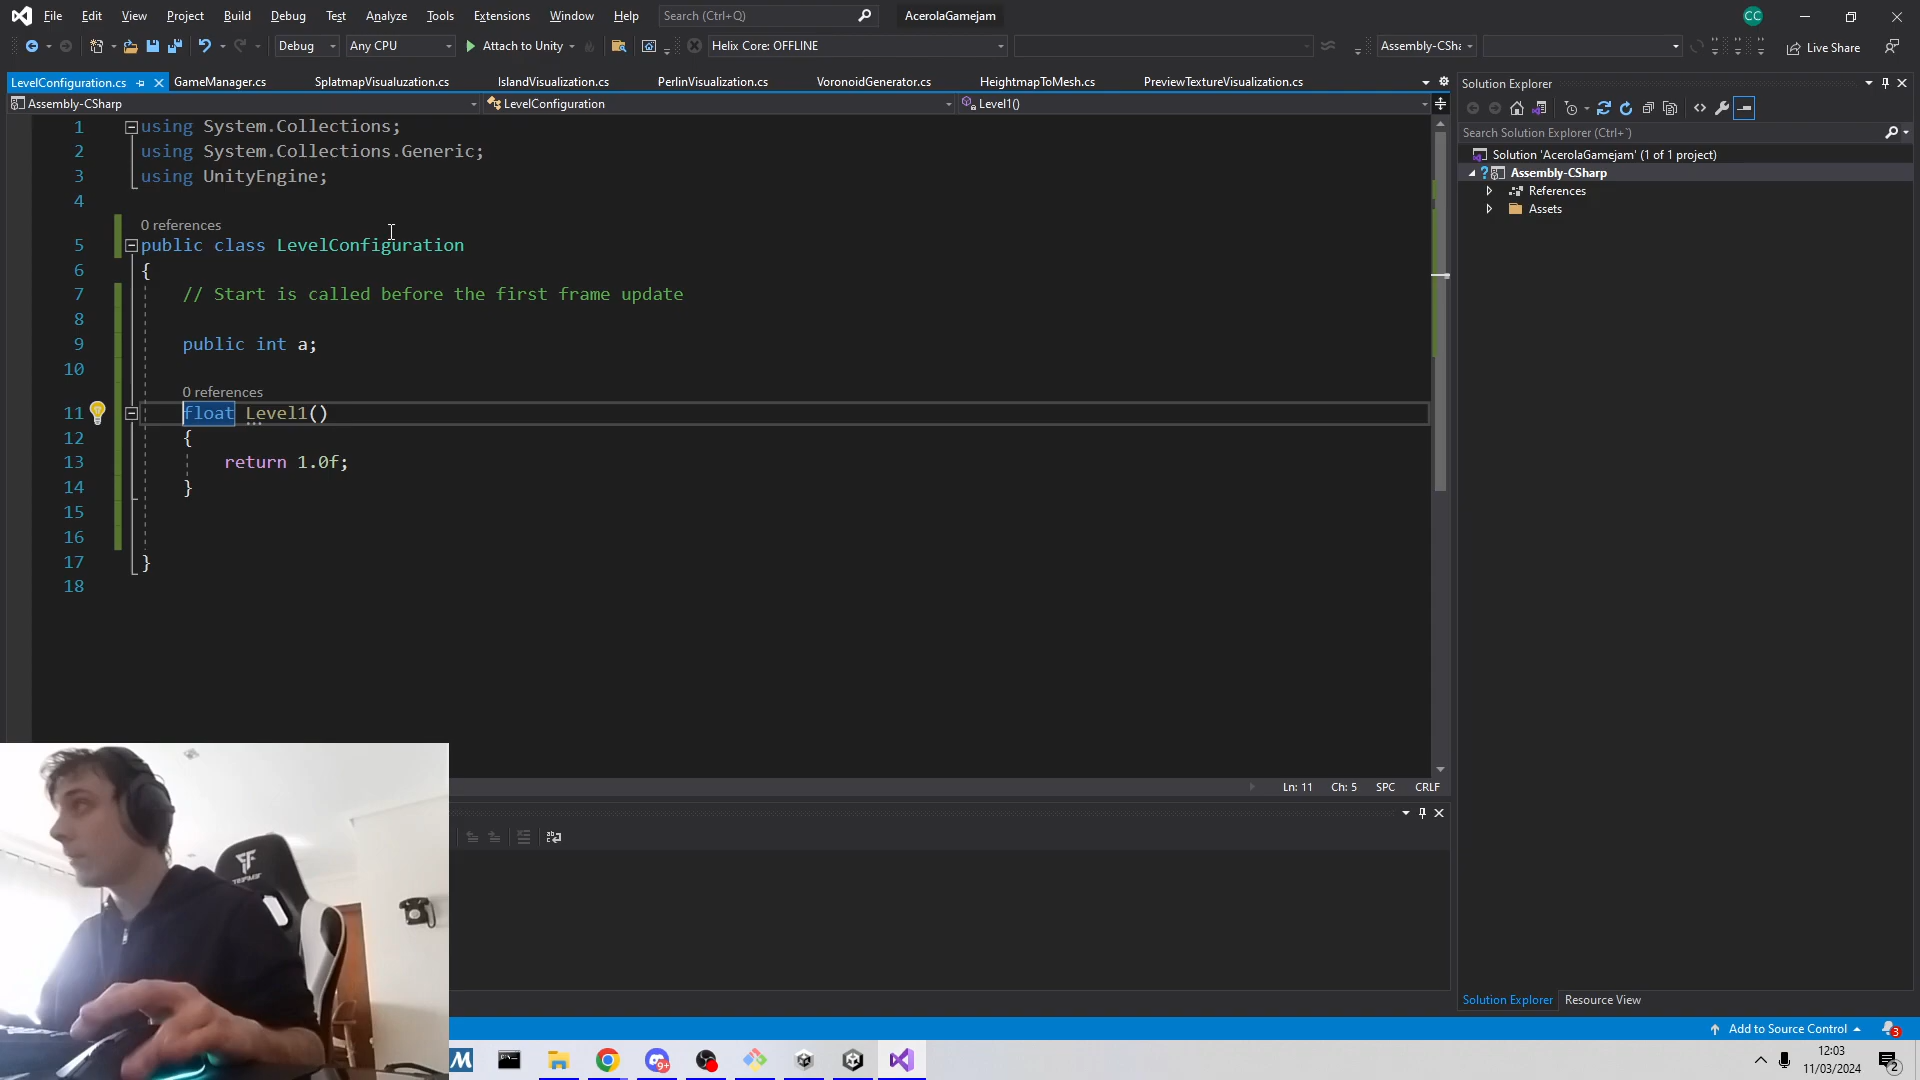 File Edit View Project Build Debug Test Analyze Tools Extensions Window Help Search (Ctrl+Q) AcerolaGamejam CC
Debug Any CPU Attach to Unity Helix Core: OFFLINE Live Share
LevelConfiguration.cs GameManager.cs SplatmapVisualuzation.cs IslandVisualization.cs PerlinVisualization.cs VoronoidGenerator.cs HeightmapToMesh.cs PreviewTextureVisualization.cs
Assembly-CSharp LevelConfiguration Level1()
1 using System.Collections;
2 using System.Collections.Generic;
3 using UnityEngine;
4
0 references
5 public class LevelConfiguration
6 {
7 // Start is called before the first frame update
8
9 public int a;
10
0 references
11 float Level1()
12 {
13 return 1.0f;
14 }
15
16
17 }
18
Ln: 11 Ch: 5 SPC CRLF
Solution Explorer
Search Solution Explorer (Ctrl+')
Solution 'AcerolaGamejam' (1 of 1 project)
Assembly-CSharp
References
Assets
Solution Explorer Resource View
Add to Source Control 3
9+
12:03
11/03/2024
2